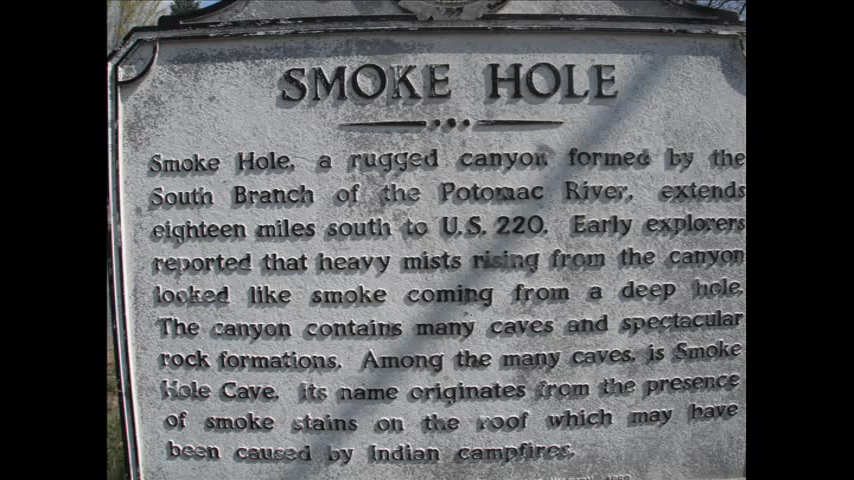 SMOKE HOLE
Smoke Hole, a rugged canyon formed by the
South Branch of the Potomac River, extends
eighteen miles south to U.S. 220. Early explorers
reported that heavy mists rising from the canyon
looked like smoke coming from a deep hole.
The canyon contains many caves and spectacular
rock formations. Among the many caves, is Smoke
Hole Cave. Its name originates from the presence
of smoke stains on the roof which may have
been caused by Indian campfires.